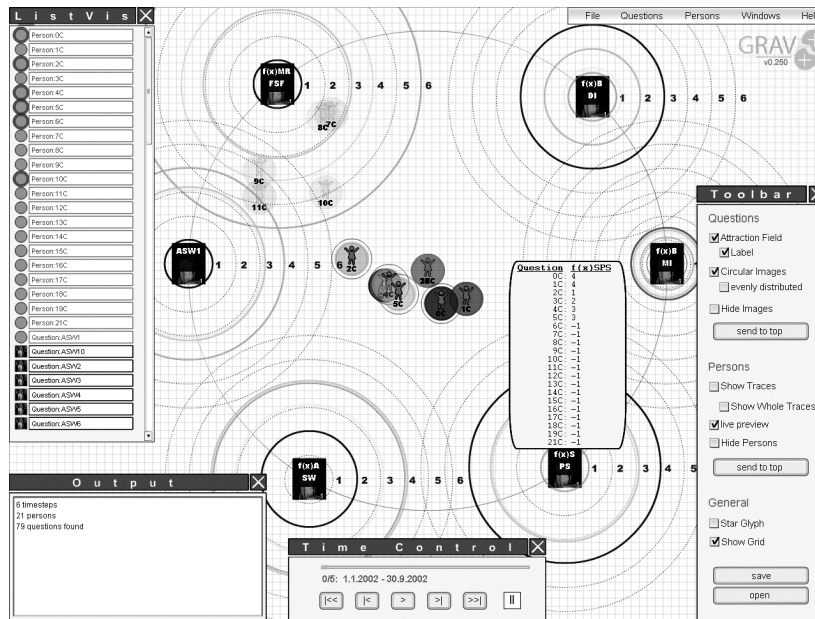 ListVis
Person:0C
Person:1C
Person:2C
Person:3C
Person:4C
Person:5C
Person:6C
Person:7C
Person:8C
Person:9C
Person:10C
Person:11C
Person:12C
Person:13C
Person:14C
Person:15C
Person:16C
Person:17C
Person:18C
Person:19C
Person:21C
Question:ASW1
Question:ASW10
Question:ASW2
Question:ASW3
Question:ASW4
Question:ASW5
Question:ASW6
File Questions Persons Windows Hel
GRAV
v0.250
f(x)MR
FSF
1 2 3 4 5 6
f(x)B
DI
1 2 3 4 5 6
8C 7C
9C
11C
10C
ASW1
1 2 3 4 5 6
2C
4C
5C
20C
0C
1C
f(x)B
MI
Question f(x)SPS
0C: 4
1C: 4
2C: 1
3C: 2
4C: 3
5C: 3
6C: -1
7C: -1
8C: -1
9C: -1
10C: -1
11C: -1
12C: -1
13C: -1
14C: -1
15C: -1
16C: -1
17C: -1
18C: -1
19C: -1
21C: -1
f(x)A
SW
1 2 3 4 5 6
f(x)S
PS
1 2 3 4 5
Toolbar
Questions
Attraction Field
Label
Circular Images
evenly distributed
Hide Images
send to top
Persons
Show Traces
Show Whole Traces
live preview
Hide Persons
send to top
General
Star Glyph
Show Grid
save
open
Output
6 timesteps
21 persons
79 questions found
Time Control
0/5: 1.1.2002 - 30.9.2002
|<< |< > >| >>| ||